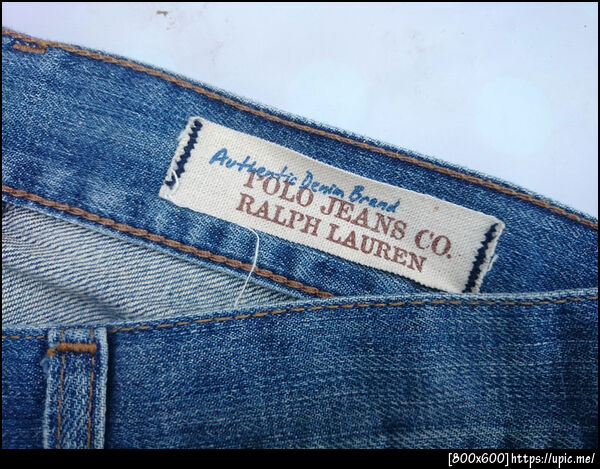 Authentic Denim Brand
POLO JEANS CO.
RALPH LAUREN
[800x600]https://upic.me/